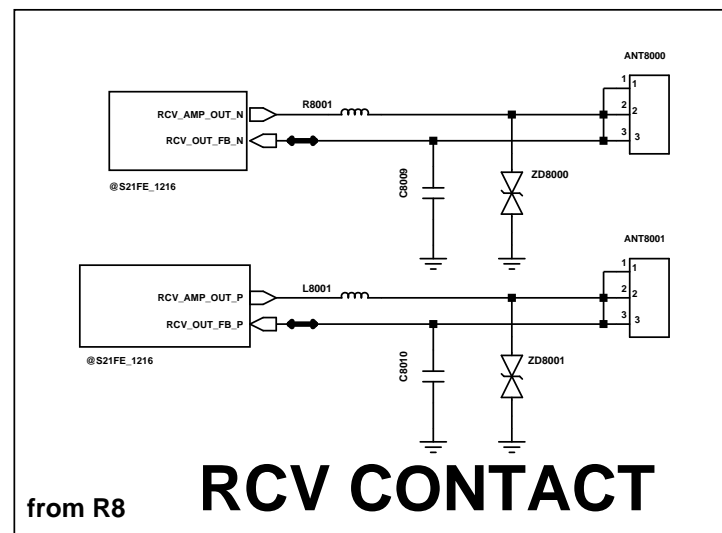 ANT8000
R8001
1 1
RCV_AMP_OUT_N
2 2
RCV_OUT_FB_N
3 3
C8009
ZD8000
@S21FE_1216
ANT8001
L8001
1 1
RCV_AMP_OUT_P
2 2
RCV_OUT_FB_P
3 3
C8010
ZD8001
@S21FE_1216
RCV CONTACT
from R8